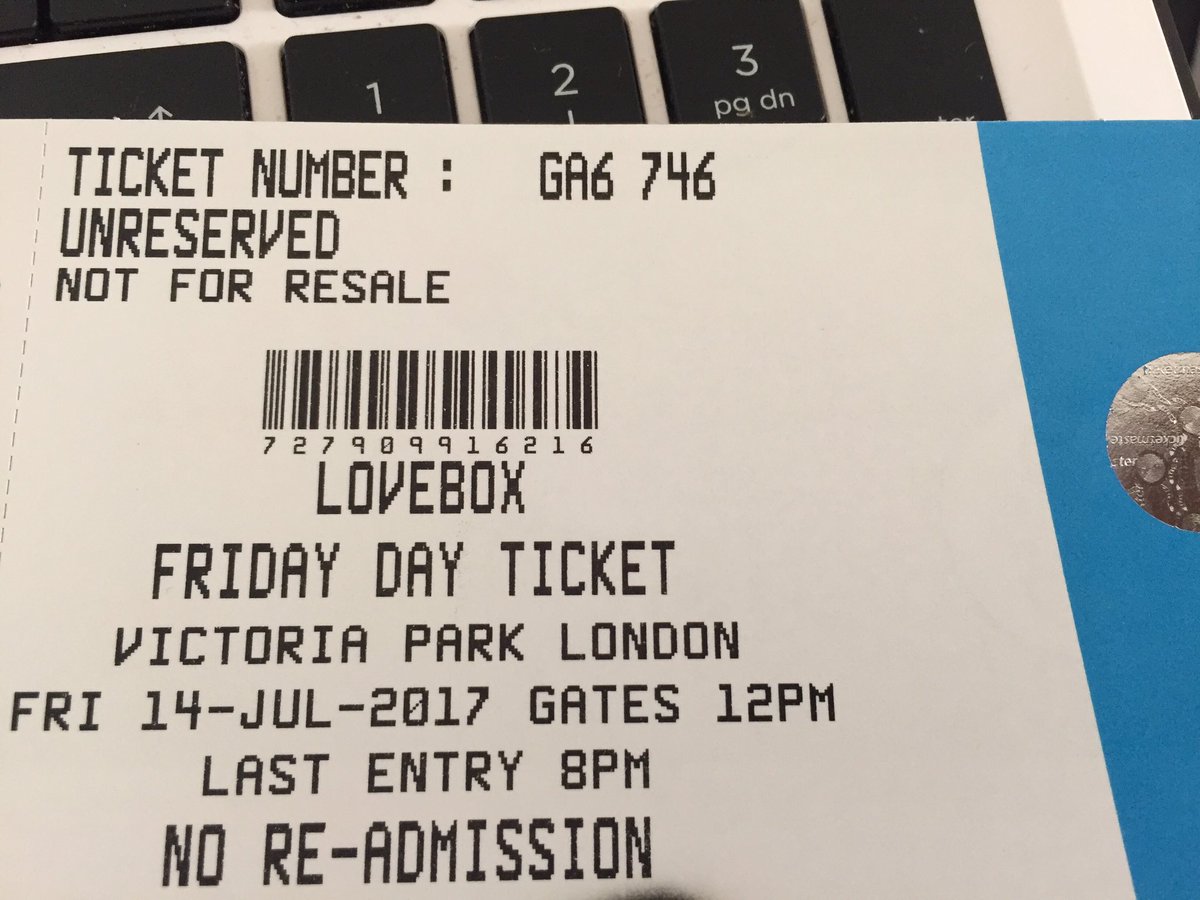 1
2
3
pg dn
TICKET NUMBER : GA6 746
UNRESERVED
NOT FOR RESALE
727909916216
LOVEBOX
FRIDAY DAY TICKET
VICTORIA PARK LONDON
FRI 14-JUL-2017 GATES 12PM
LAST ENTRY 8PM
NO RE-ADMISSION